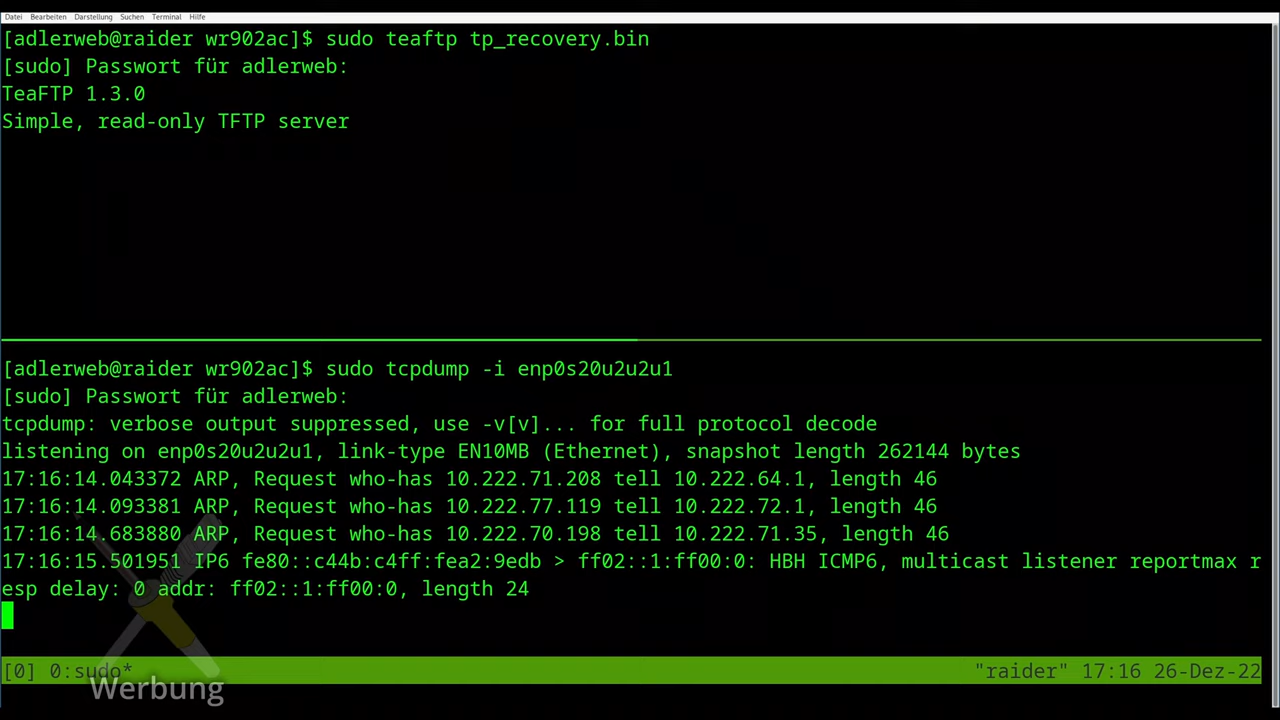 Datei Bearbeiten Darstellung Suchen Terminal Hilfe
[adlerweb@raider wr902ac]$ sudo teaftp tp_recovery.bin
[sudo] Passwort für adlerweb:
TeaFTP 1.3.0
Simple, read-only TFTP server
[adlerweb@raider wr902ac]$ sudo tcpdump -i enp0s20u2u2u1
[sudo] Passwort für adlerweb:
tcpdump: verbose output suppressed, use -v[v]... for full protocol decode
listening on enp0s20u2u2u1, link-type EN10MB (Ethernet), snapshot length 262144 bytes
17:16:14.043372 ARP, Request who-has 10.222.71.208 tell 10.222.64.1, length 46
17:16:14.093381 ARP, Request who-has 10.222.77.119 tell 10.222.72.1, length 46
17:16:14.683880 ARP, Request who-has 10.222.70.198 tell 10.222.71.35, length 46
17:16:15.501951 IP6 fe80::c44b:c4ff:fea2:9edb > ff02::1:ff00:0: HBH ICMP6, multicast listener reportmax r
esp delay: 0 addr: ff02::1:ff00:0, length 24
[0] 0:sudo* "raider" 17:16 26-Dez-22
Werbung